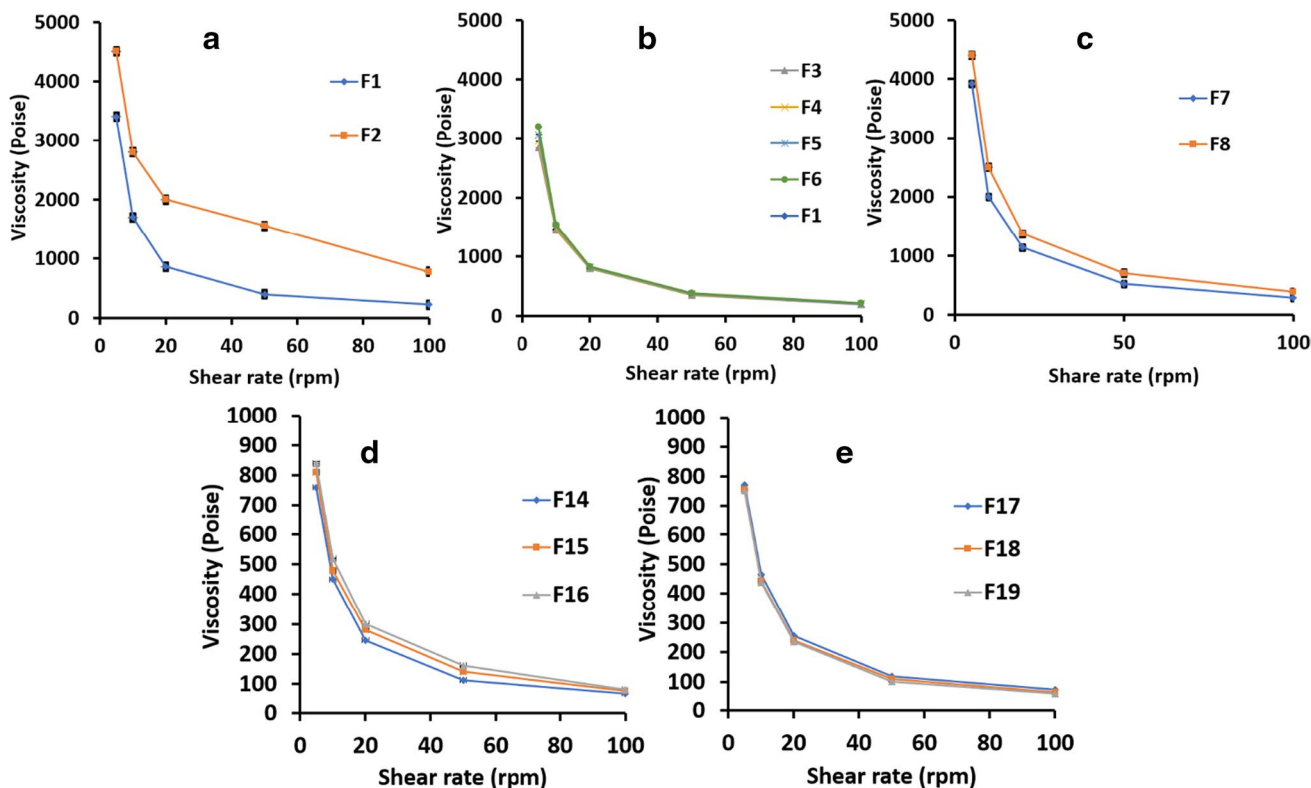 a
5000
4000
3000
2000
1000
0
0 20 40 60 80 100
Viscosity (Poise)
Shear rate (rpm)
F1
F2
b
5000
4000
3000
2000
1000
0
0 20 40 60 80 100
Viscosity (Poise)
Shear rate (rpm)
F3
F4
F5
F6
F1
c
5000
4000
3000
2000
1000
0
0 50 100
Viscosity (Poise)
Share rate (rpm)
F7
F8
d
1000
900
800
700
600
500
400
300
200
100
0
0 20 40 60 80 100
Viscosity (Poise)
Shear rate (rpm)
F14
F15
F16
e
1000
900
800
700
600
500
400
300
200
100
0
0 20 40 60 80 100
Viscosity (Poise)
Shear rate (rpm)
F17
F18
F19